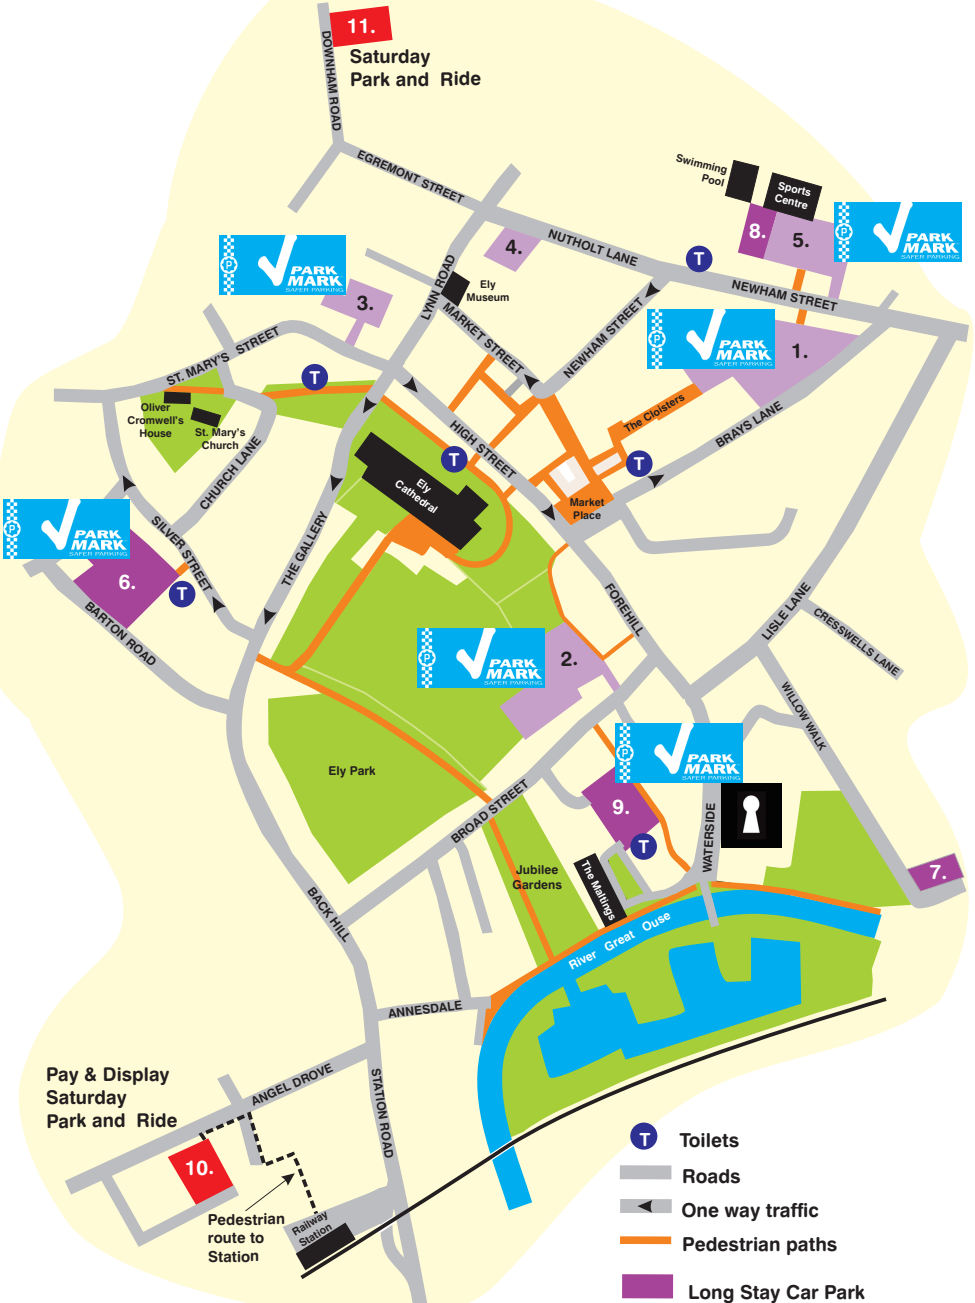 11.
Saturday
Park and Ride
DOWNHAM ROAD
EGREMONT STREET
Swimming
Pool
Sports
Centre
8.
5.
P
PARK
MARK
SAFER PARKING
4.
NUTHOLT LANE
T
NEWHAM STREET
P
PARK
MARK
SAFER PARKING
3.
LYNN ROAD
Ely
Museum
MARKET STREET
NEWHAM STREET
P
PARK
MARK
SAFER PARKING
1.
ST. MARY'S STREET
T
Oliver
Cromwell's
House
St. Mary's
Church
CHURCH LANE
HIGH STREET
The Cloisters
BRAYS LANE
T
T
Ely
Cathedral
Market
Place
P
PARK
MARK
SAFER PARKING
6.
SILVER STREET
T
THE GALLERY
BARTON ROAD
FOREHILL
LISLE LANE
CRESSWELLS LANE
P
PARK
MARK
SAFER PARKING
2.
WILLOW WALK
Ely Park
P
PARK
MARK
SAFER PARKING
9.
T
BROAD STREET
WATERSIDE
Jubilee
Gardens
The Maltings
7.
BACK HILL
River Great Ouse
ANNESDALE
Pay & Display
Saturday
Park and Ride
ANGEL DROVE
STATION ROAD
10.
Pedestrian
route to
Station
Railway
Station
T
Toilets
Roads
One way traffic
Pedestrian paths
Long Stay Car Park